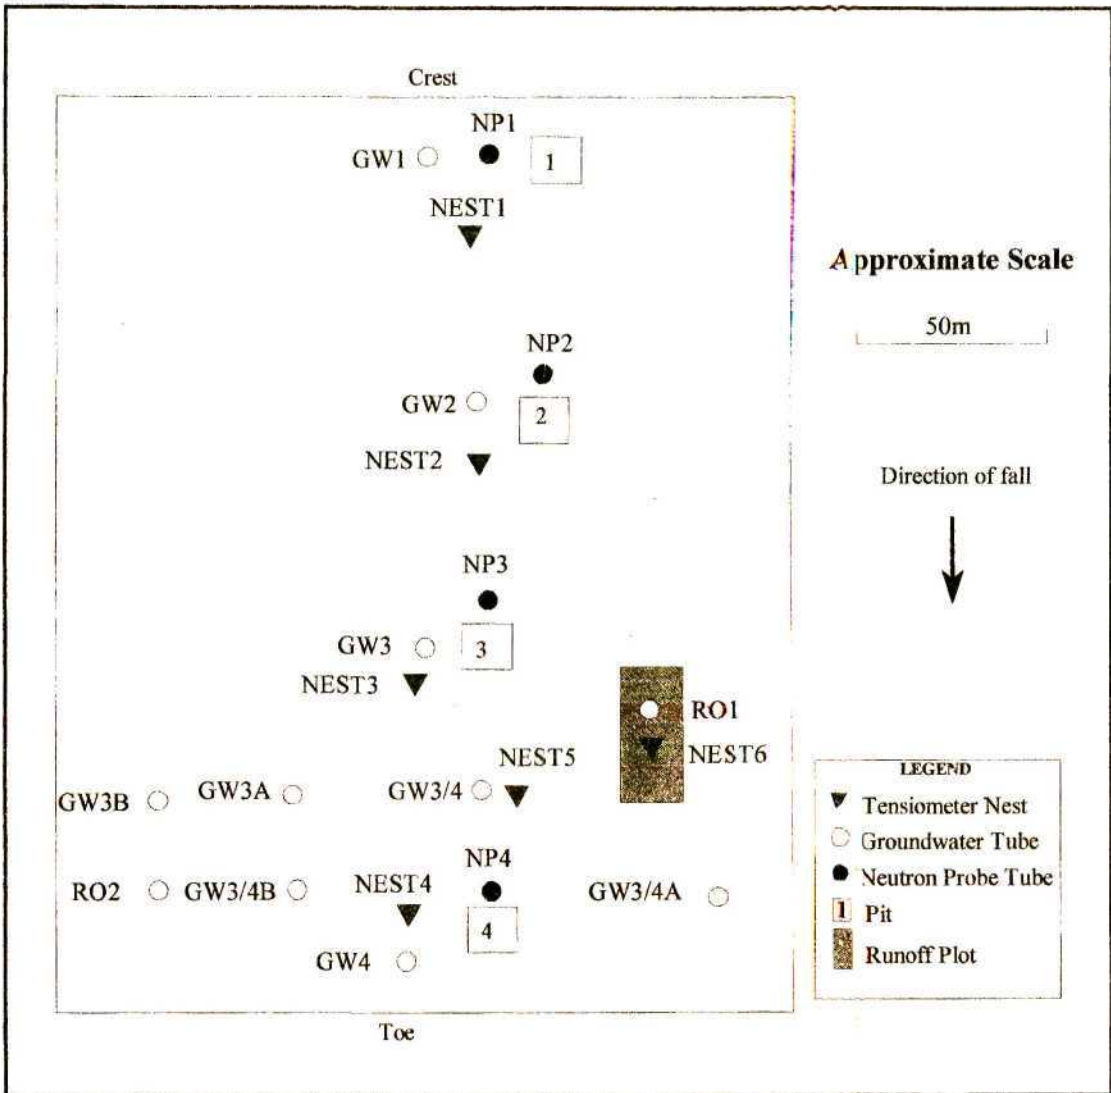 Crest
NP1
GW1
1
NEST1
Approximate Scale
50m
NP2
GW2
2
NEST2
Direction of fall
NP3
GW3
3
NEST3
RO1
NEST6
NEST5
GW3B
GW3A
GW3/4
LEGEND
Tensiometer Nest
Groundwater Tube
Neutron Probe Tube
1 Pit
Runoff Plot
NP4
RO2
GW3/4B
NEST4
GW3/4A
4
GW4
Toe